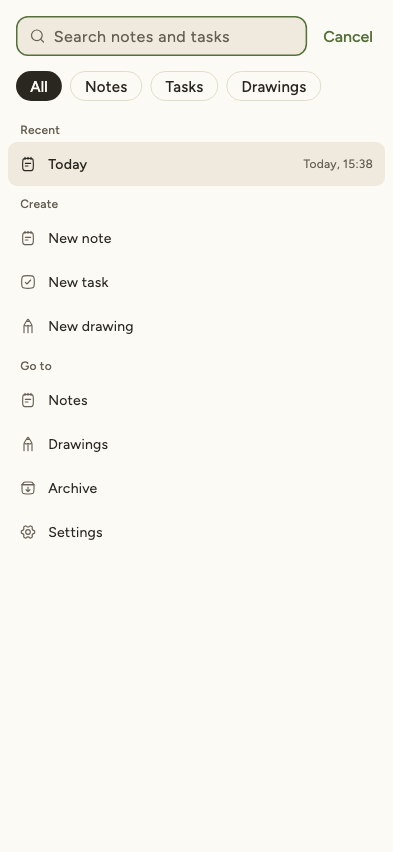 Search notes and tasks
Cancel
All
Notes
Tasks
Drawings
Recent
Today
Today, 15:38
Create
New note
New task
New drawing
Go to
Notes
Drawings
Archive
Settings